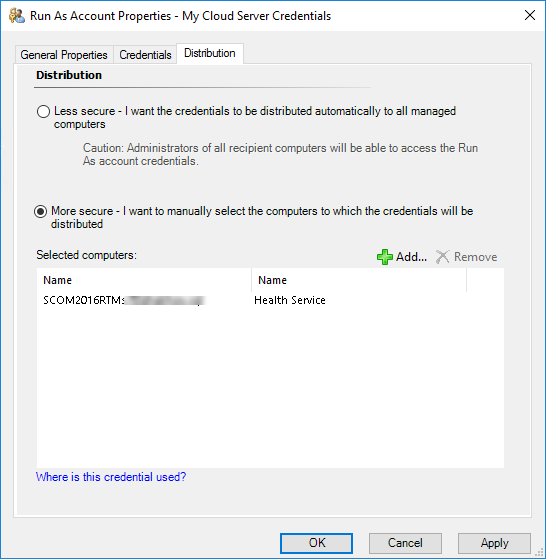 Run As Account Properties - My Cloud Server Credentials
General Properties Credentials Distribution
Distribution
Less secure - I want the credentials to be distributed automatically to all managed
computers
Caution: Administrators of all recipient computers will be able to access the Run
As account credentials.
More secure - I want to manually select the computers to which the credentials will be
distributed
Selected computers:
Add... Remove
Name Name
SCOM2016RTMs Health Service
Where is this credential used?
OK Cancel Apply